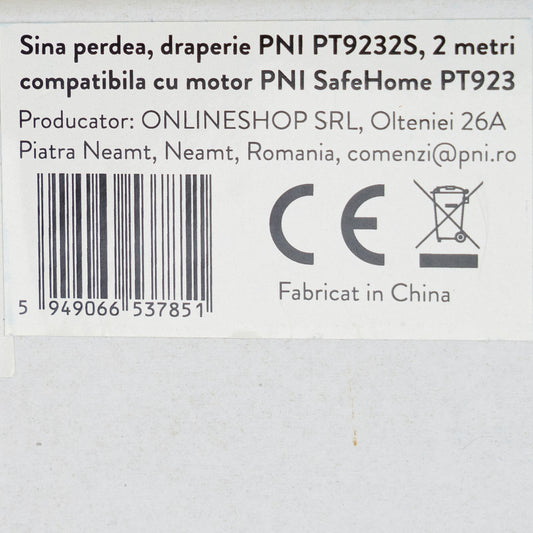 Sina perdea, draperie PNI PT9232S, 2 metri
compatibila cu motor PNI SafeHome PT923
Producator: ONLINESHOP SRL, Olteniei 26A
Piatra Neamt, Neamt, Romania, comenzi@pni.ro
CE
Fabricat in China
5 949066 537851